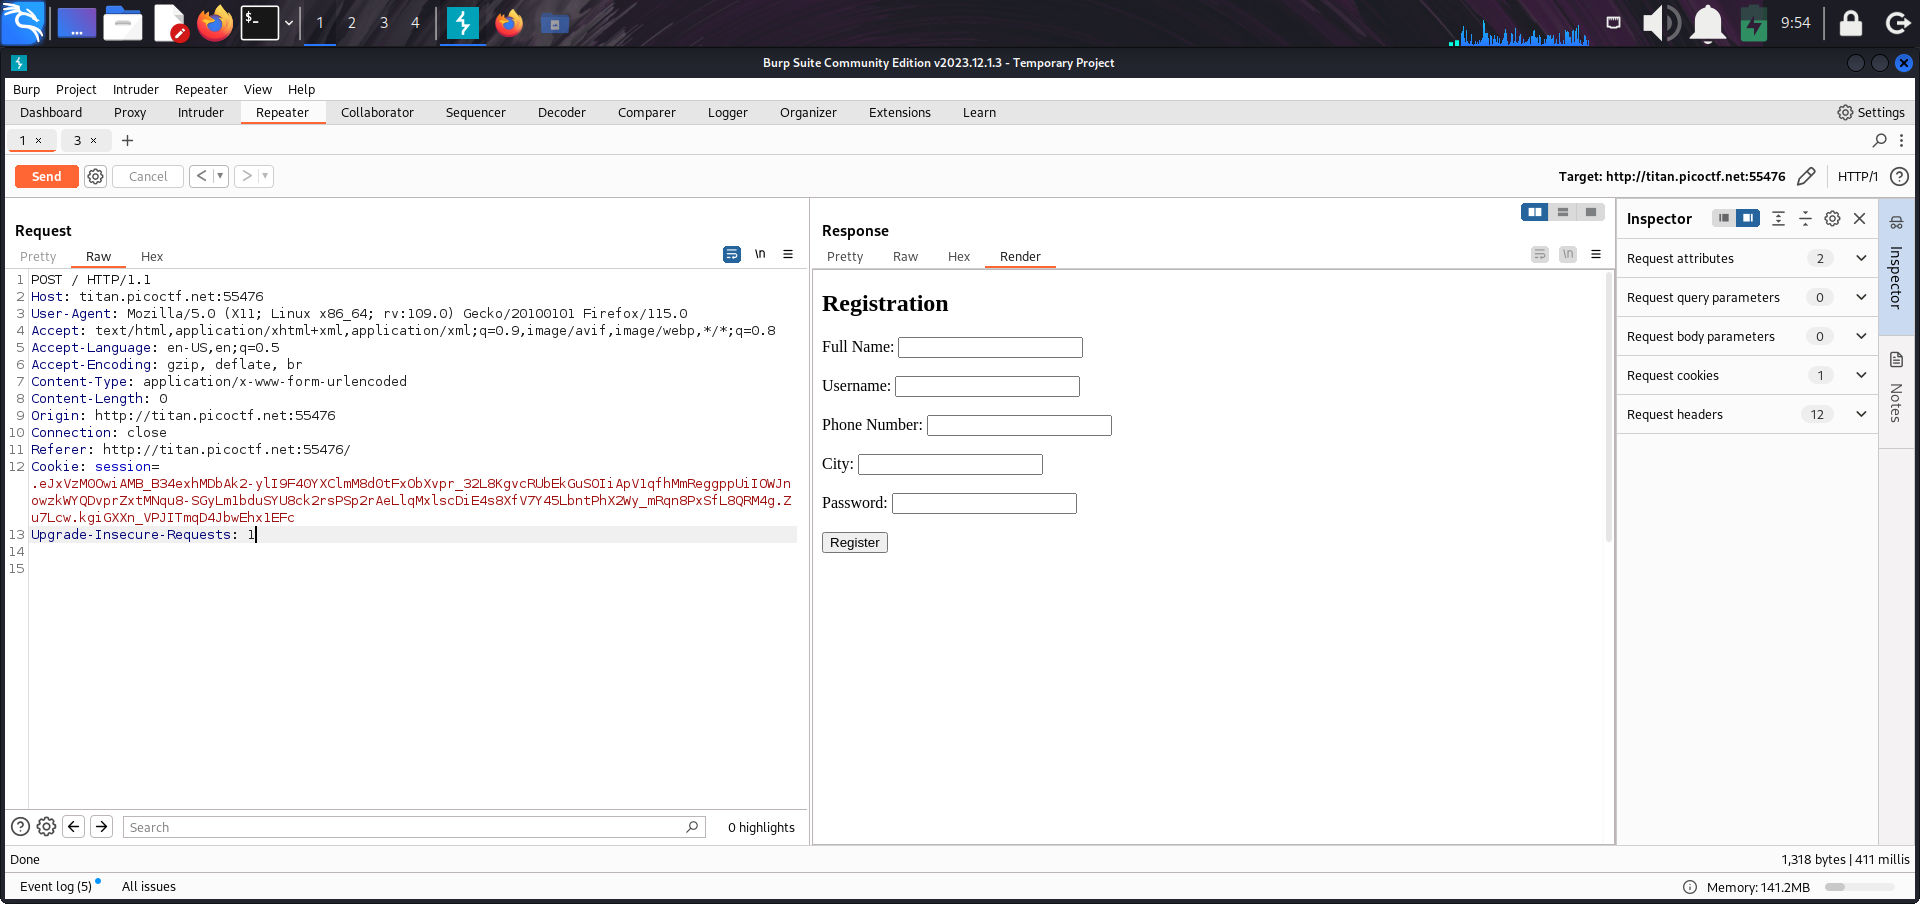 $-
1 2 3 4
9:54
Burp Suite Community Edition v2023.12.1.3 - Temporary Project
Burp Project Intruder Repeater View Help
Dashboard Proxy Intruder Repeater Collaborator Sequencer Decoder Comparer Logger Organizer Extensions Learn Settings
1 × 3 × +
Send Cancel < >
Target: http://titan.picoctf.net:55476 HTTP/1
Request
Pretty Raw Hex
\n
1 POST / HTTP/1.1
2 Host: titan.picoctf.net:55476
3 User-Agent: Mozilla/5.0 (X11; Linux x86_64; rv:109.0) Gecko/20100101 Firefox/115.0
4 Accept: text/html,application/xhtml+xml,application/xml;q=0.9,image/avif,image/webp,*/*;q=0.8
5 Accept-Language: en-US,en;q=0.5
6 Accept-Encoding: gzip, deflate, br
7 Content-Type: application/x-www-form-urlencoded
8 Content-Length: 0
9 Origin: http://titan.picoctf.net:55476
10 Connection: close
11 Referer: http://titan.picoctf.net:55476/
12 Cookie: session=
.eJxVzM0OwiAMB_B34exhMDbAk2-ylI9F40YXClmM8d0tFxObXvpr_32L8KgvcRUbEkGuSOIiApV1qfhMmReggppUiIOWJn
owzkWYQDvprZxtMNqu8-SGyLm1bduSYU8ck2rsPSp2rAeLlqMxlscDiE4s8XfV7Y45LbntPhX2Wy_mRqn8PxSfL8QRM4g.Z
u7Lcw.kgiGXXn_VPJITmqD4JbwEhx1EFc
13 Upgrade-Insecure-Requests: 1
14
15
Search
0 highlights
Response
Pretty Raw Hex Render
\n
Registration
Full Name:
Username:
Phone Number:
City:
Password:
Register
Inspector
Request attributes 2
Request query parameters 0
Request body parameters 0
Request cookies 1
Request headers 12
Inspector
Notes
Done
1,318 bytes | 411 millis
Event log (5) All issues
Memory: 141.2MB